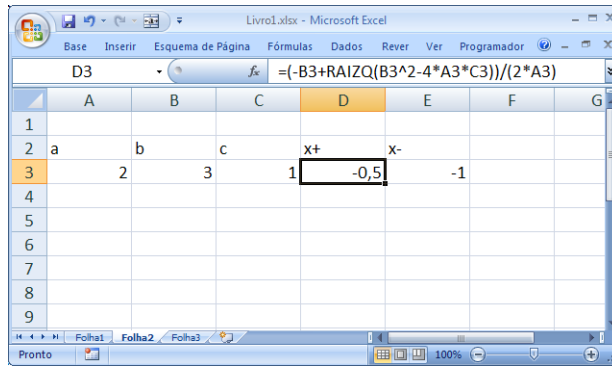 Livro1.xlsx - Microsoft Excel
Base Inserir Esquema de Página Fórmulas Dados Rever Ver Programador
D3 fx =(-B3+RAIZQ(B3^2-4*A3*C3))/(2*A3)
A B C D E F G
1
2 a b c x+ x-
3 2 3 1 -0,5 -1
4
5
6
7
8
9
Folha1 Folha2 Folha3
Pronto 100%